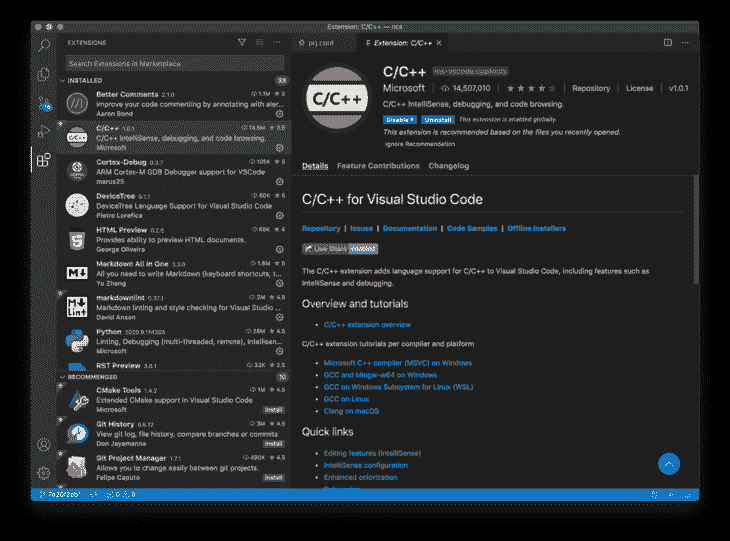 Extension: C/C++ — ncs
EXTENSIONS
prj.conf
Extension: C/C++
Search Extensions in Marketplace
INSTALLED
Better Comments 2.1.0 1.1M 5
Improve your code commenting by annotating with aler...
Aaron Bond
C/C++ 1.0.1 14.5M 3.5
C/C++ IntelliSense, debugging, and code browsing.
Microsoft
Cortex-Debug 0.3.7 105K 5
ARM Cortex-M GDB Debugger support for VSCode
marus25
DeviceTree 0.1.1 60K 5
DeviceTree Language Support for Visual Studio Code
Pietro Lorefice
HTML Preview 0.2.5 4
Provides ability to preview HTML documents.
George Oliveira
Markdown All in One 3.3.0 1.8M 5
All you need to write Markdown (keyboard shortcuts, t...
Yu Zhang
markdownlint 0.37.1 2M 4.5
Markdown linting and style checking for Visual Studio ...
David Anson
Python 26M 4.5
Linting, Debugging (multi-threaded, remote), Intellisen...
Microsoft
RST Preview 3.0.1 33K 2.5
RECOMMENDED 10
CMake Tools 1.4.2 1M 4.5
Extended CMake support in Visual Studio Code
Microsoft Install
Git History 0.6.12 3M 4.5
View git log, file history, compare branches or commits
Don Jayamanne Install
Git Project Manager 1.7.1 490K 4.5
Allows you to change easily between git projects.
Felipe Caputo Install
C/C++
C/C++ ms-vscode.cpptools
Microsoft 14,507,010 Repository License v1.0.1
C/C++ IntelliSense, debugging, and code browsing.
Disable Uninstall This extension is enabled globally.
This extension is recommended based on the files you recently opened.
Ignore Recommendation
Details Feature Contributions Changelog
C/C++ for Visual Studio Code
Repository | Issues | Documentation | Code Samples | Offline Installers
Live Share enabled
The C/C++ extension adds language support for C/C++ to Visual Studio Code, including features such as
IntelliSense and debugging.
Overview and tutorials
C/C++ extension overview
C/C++ extension tutorials per compiler and platform
Microsoft C++ compiler (MSVC) on Windows
GCC and Mingw-w64 on Windows
GCC on Windows Subsystem for Linux (WSL)
GCC on Linux
Clang on macOS
Quick links
Editing features (IntelliSense)
IntelliSense configuration
Enhanced colorization